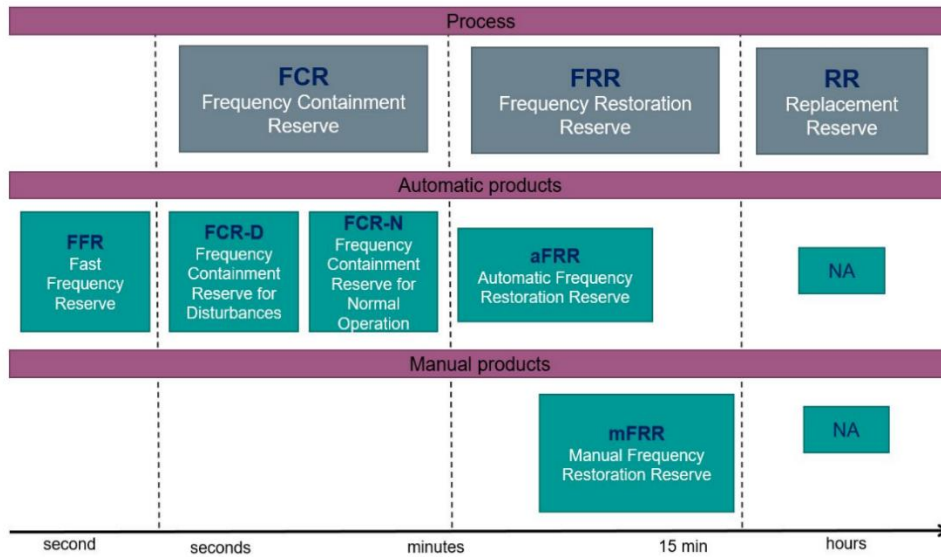 Process
FCR
Frequency Containment
Reserve
FRR
Frequency Restoration
Reserve
RR
Replacement
Reserve
Automatic products
FFR
Fast
Frequency
Reserve
FCR-D
Frequency
Containment
Reserve for
Disturbances
FCR-N
Frequency
Containment
Reserve for
Normal
Operation
aFRR
Automatic Frequency
Restoration Reserve
NA
Manual products
mFRR
Manual Frequency
Restoration Reserve
NA
second
seconds
minutes
15 min
hours